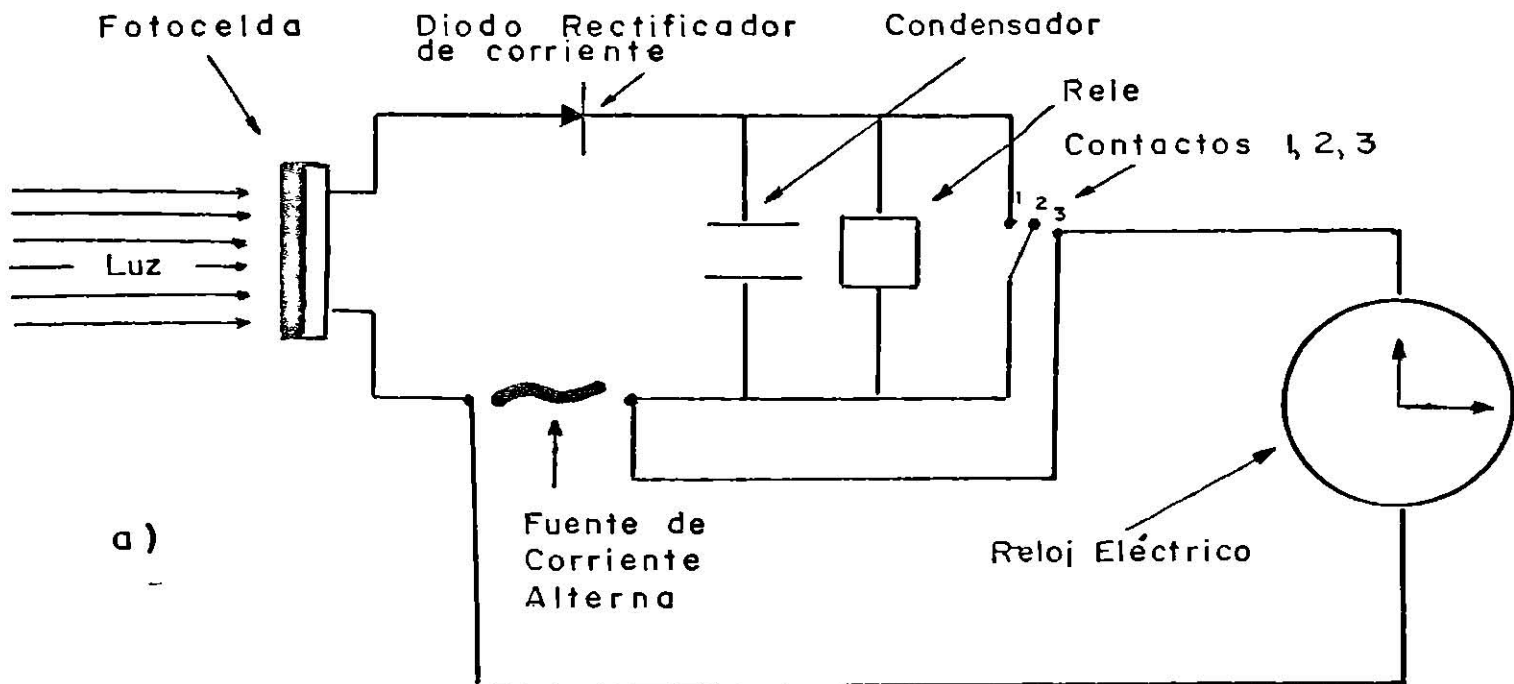 Fotocelda
Diodo Rectificador
de corriente
Condensador
Rele
Contactos 1, 2, 3
1
2
3
Luz
Fuente de
Corriente
Alterna
Reloj Eléctrico
a)